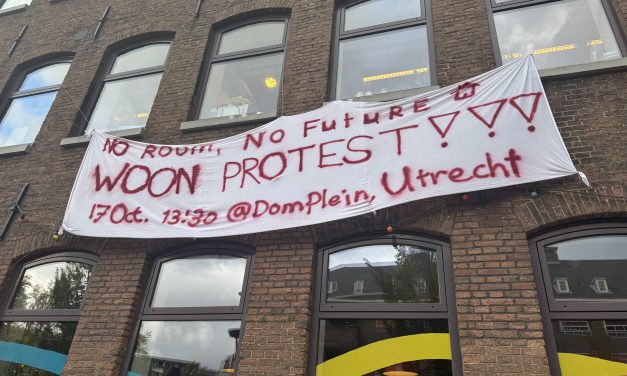 NO ROOM, NO FUTURE
WOON PROTEST!!!
17 Oct. 13:30 @Domplein, Utrecht